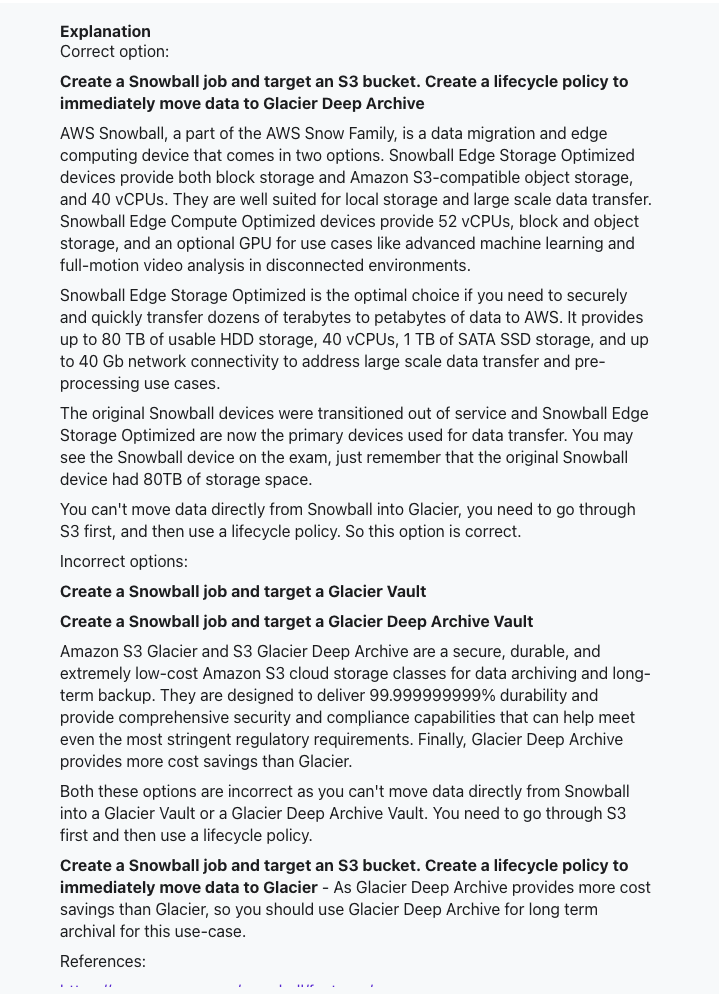 Explanation
Correct option:
Create a Snowball job and target an S3 bucket. Create a lifecycle policy to
immediately move data to Glacier Deep Archive
AWS Snowball, a part of the AWS Snow Family, is a data migration and edge
computing device that comes in two options. Snowball Edge Storage Optimized
devices provide both block storage and Amazon S3-compatible object storage,
and 40 vCPUs. They are well suited for local storage and large scale data transfer.
Snowball Edge Compute Optimized devices provide 52 vCPUs, block and object
storage, and an optional GPU for use cases like advanced machine learning and
full-motion video analysis in disconnected environments.
Snowball Edge Storage Optimized is the optimal choice if you need to securely
and quickly transfer dozens of terabytes to petabytes of data to AWS. It provides
up to 80 TB of usable HDD storage, 40 vCPUs, 1 TB of SATA SSD storage, and up
to 40 Gb network connectivity to address large scale data transfer and pre-
processing use cases.
The original Snowball devices were transitioned out of service and Snowball Edge
Storage Optimized are now the primary devices used for data transfer. You may
see the Snowball device on the exam, just remember that the original Snowball
device had 80TB of storage space.
You can't move data directly from Snowball into Glacier, you need to go through
S3 first, and then use a lifecycle policy. So this option is correct.
Incorrect options:
Create a Snowball job and target a Glacier Vault
Create a Snowball job and target a Glacier Deep Archive Vault
Amazon S3 Glacier and S3 Glacier Deep Archive are a secure, durable, and
extremely low-cost Amazon S3 cloud storage classes for data archiving and long-
term backup. They are designed to deliver 99.999999999% durability and
provide comprehensive security and compliance capabilities that can help meet
even the most stringent regulatory requirements. Finally, Glacier Deep Archive
provides more cost savings than Glacier.
Both these options are incorrect as you can't move data directly from Snowball
into a Glacier Vault or a Glacier Deep Archive Vault. You need to go through S3
first and then use a lifecycle policy.
Create a Snowball job and target an S3 bucket. Create a lifecycle policy to
immediately move data to Glacier - As Glacier Deep Archive provides more cost
savings than Glacier, so you should use Glacier Deep Archive for long term
archival for this use-case.
References: